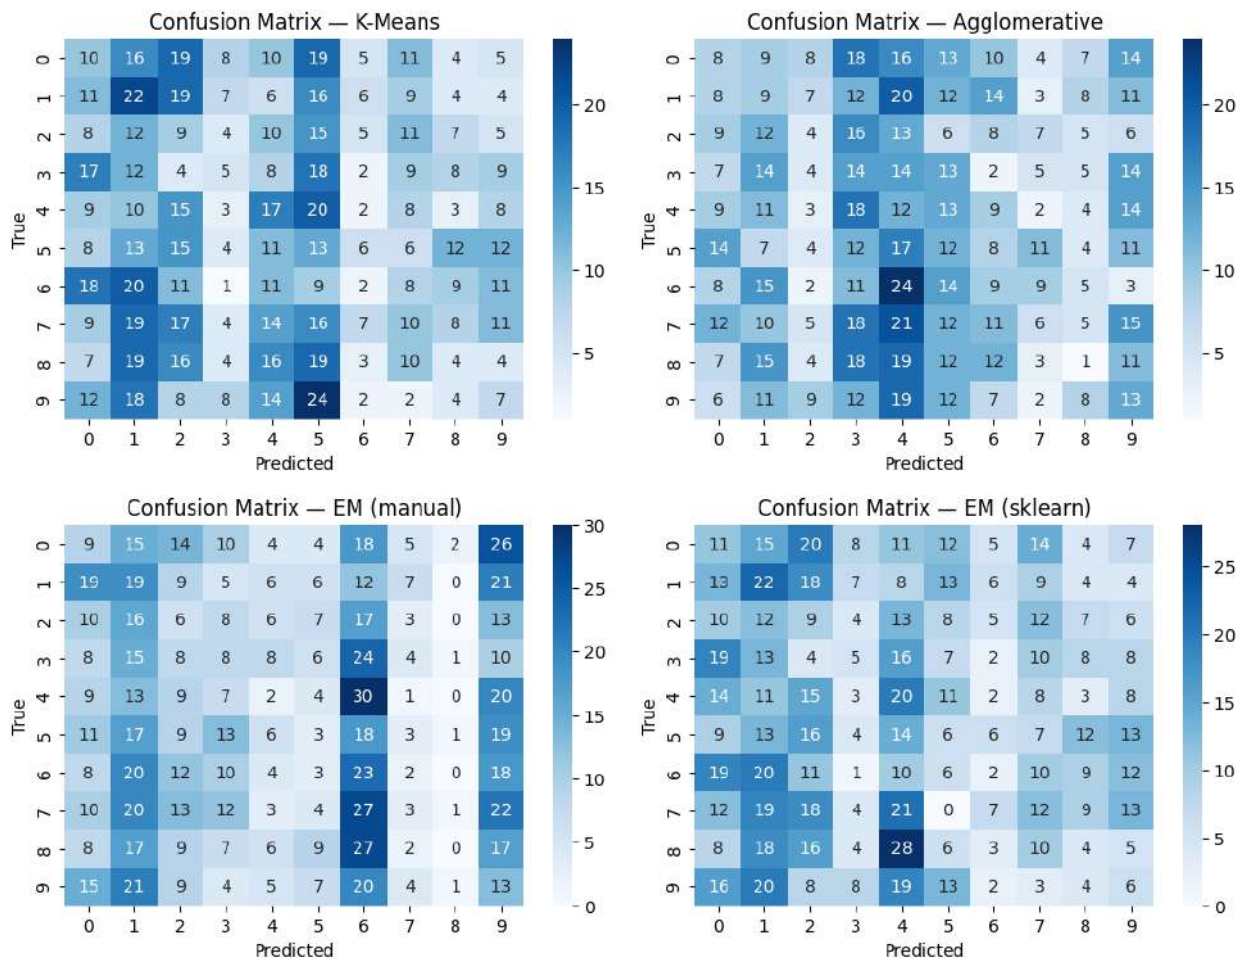 Confusion Matrix — K-Means
0 10 16 19 8 10 19 5 11 4 5
1 11 22 19 7 6 16 6 9 4 4
2 8 12 9 4 10 15 5 11 7 5
3 17 12 4 5 8 18 2 9 8 9
4 9 10 15 3 17 20 2 8 3 8
5 8 13 15 4 11 13 6 6 12 12
6 18 20 11 1 11 9 2 8 9 11
7 9 19 17 4 14 16 7 10 8 11
8 7 19 16 4 16 19 3 10 4 4
9 12 18 8 8 14 24 2 2 4 7
0 1 2 3 4 5 6 7 8 9
True
Predicted
20
15
10
5
Confusion Matrix — Agglomerative
0 8 9 8 18 16 13 10 4 7 14
1 8 9 7 12 20 12 14 3 8 11
2 9 12 4 16 13 6 8 7 5 6
3 7 14 4 14 14 13 2 5 5 14
4 9 11 3 18 12 13 9 2 4 14
5 14 7 4 12 17 12 8 11 4 11
6 8 15 2 11 24 14 9 9 5 3
7 12 10 5 18 21 12 11 6 5 15
8 7 15 4 18 19 12 12 3 1 11
9 6 11 9 12 19 12 7 2 8 13
0 1 2 3 4 5 6 7 8 9
True
Predicted
20
15
10
5
Confusion Matrix — EM (manual)
0 9 15 14 10 4 4 18 5 2 26
1 19 19 9 5 6 6 12 7 0 21
2 10 16 6 8 6 7 17 3 0 13
3 8 15 8 8 8 6 24 4 1 10
4 9 13 9 7 2 4 30 1 0 20
5 11 17 9 13 6 3 18 3 1 19
6 8 20 12 10 4 3 23 2 0 18
7 10 20 13 12 3 4 27 3 1 22
8 8 17 9 7 6 9 27 2 0 17
9 15 21 9 4 5 7 20 4 1 13
0 1 2 3 4 5 6 7 8 9
True
Predicted
30
25
20
15
10
5
0
Confusion Matrix — EM (sklearn)
0 11 15 20 8 11 12 5 14 4 7
1 13 22 18 7 8 13 6 9 4 4
2 10 12 9 4 13 8 5 12 7 6
3 19 13 4 5 16 7 2 10 8 8
4 14 11 15 3 20 11 2 8 3 8
5 9 13 16 4 14 6 6 7 12 13
6 19 20 11 1 10 6 2 10 9 12
7 12 19 18 4 21 0 7 12 9 13
8 8 18 16 4 28 6 3 10 4 5
9 16 20 8 8 19 13 2 3 4 6
0 1 2 3 4 5 6 7 8 9
True
Predicted
25
20
15
10
5
0